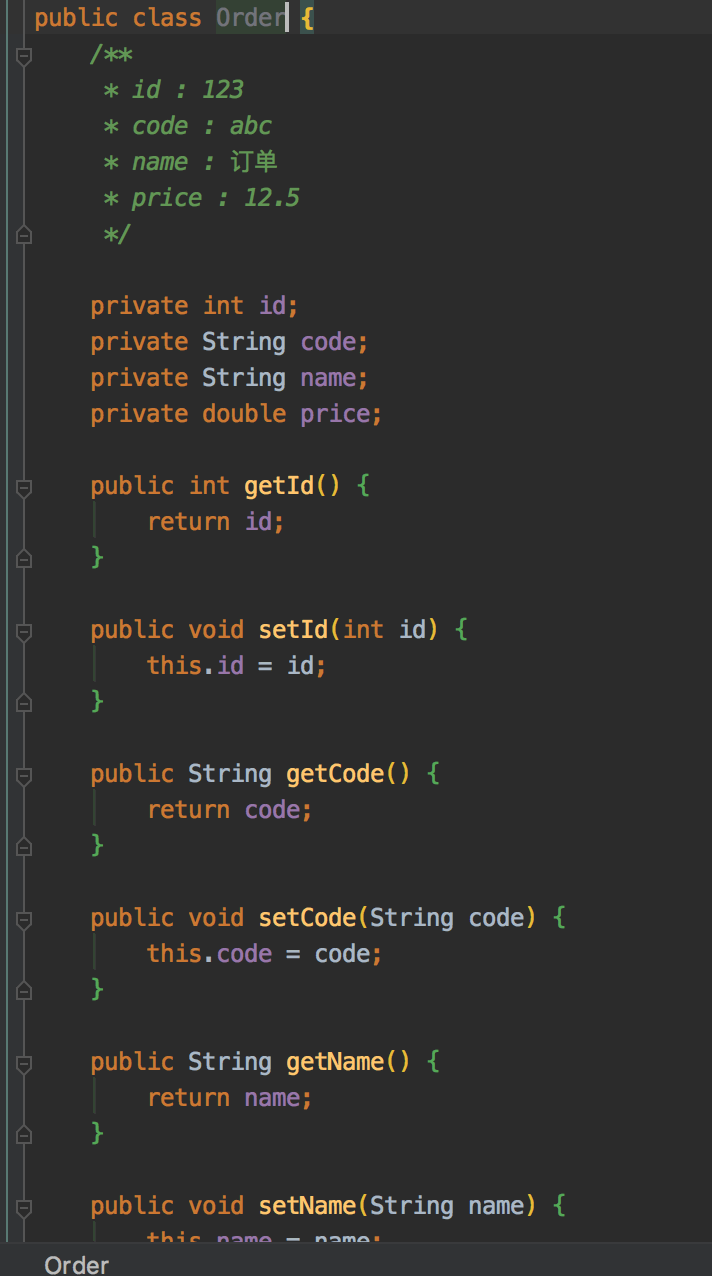 public class Order {
/**
* id : 123
* code : abc
* name : 订单
* price : 12.5
*/
private int id;
private String code;
private String name;
private double price;
public int getId() {
return id;
}
public void setId(int id) {
this.id = id;
}
public String getCode() {
return code;
}
public void setCode(String code) {
this.code = code;
}
public String getName() {
return name;
}
public void setName(String name) {
this.name = name;
Order